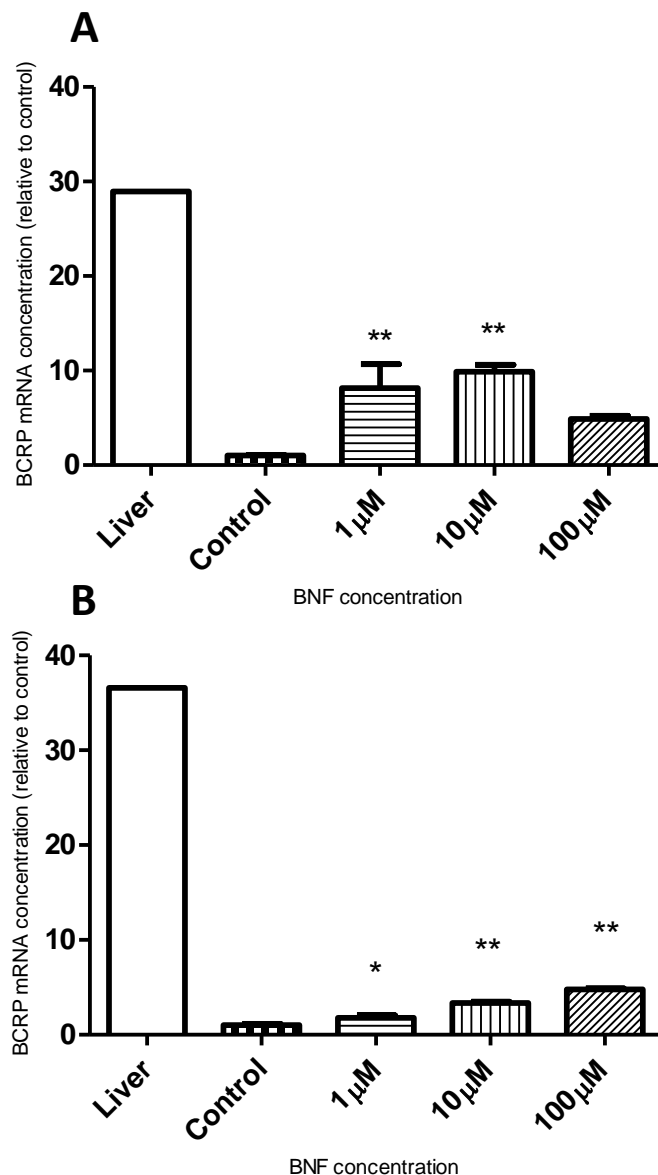 A
BCRP mRNA concentration (relative to control)
40
30
20
10
0
**
**
Liver
Control
1μM
10μM
100μM
BNF concentration
B
BCRP mRNA concentration (relative to control)
40
30
20
10
0
*
**
**
Liver
Control
1μM
10μM
100μM
BNF concentration